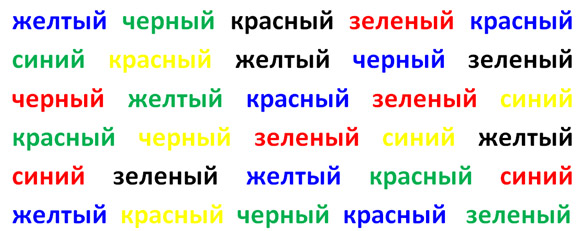 желтый черный красный зеленый красный
синий красный желтый черный зеленый
черный желтый красный зеленый синий
красный черный зеленый синий желтый
синий зеленый желтый красный синий
желтый красный черный красный зеленый